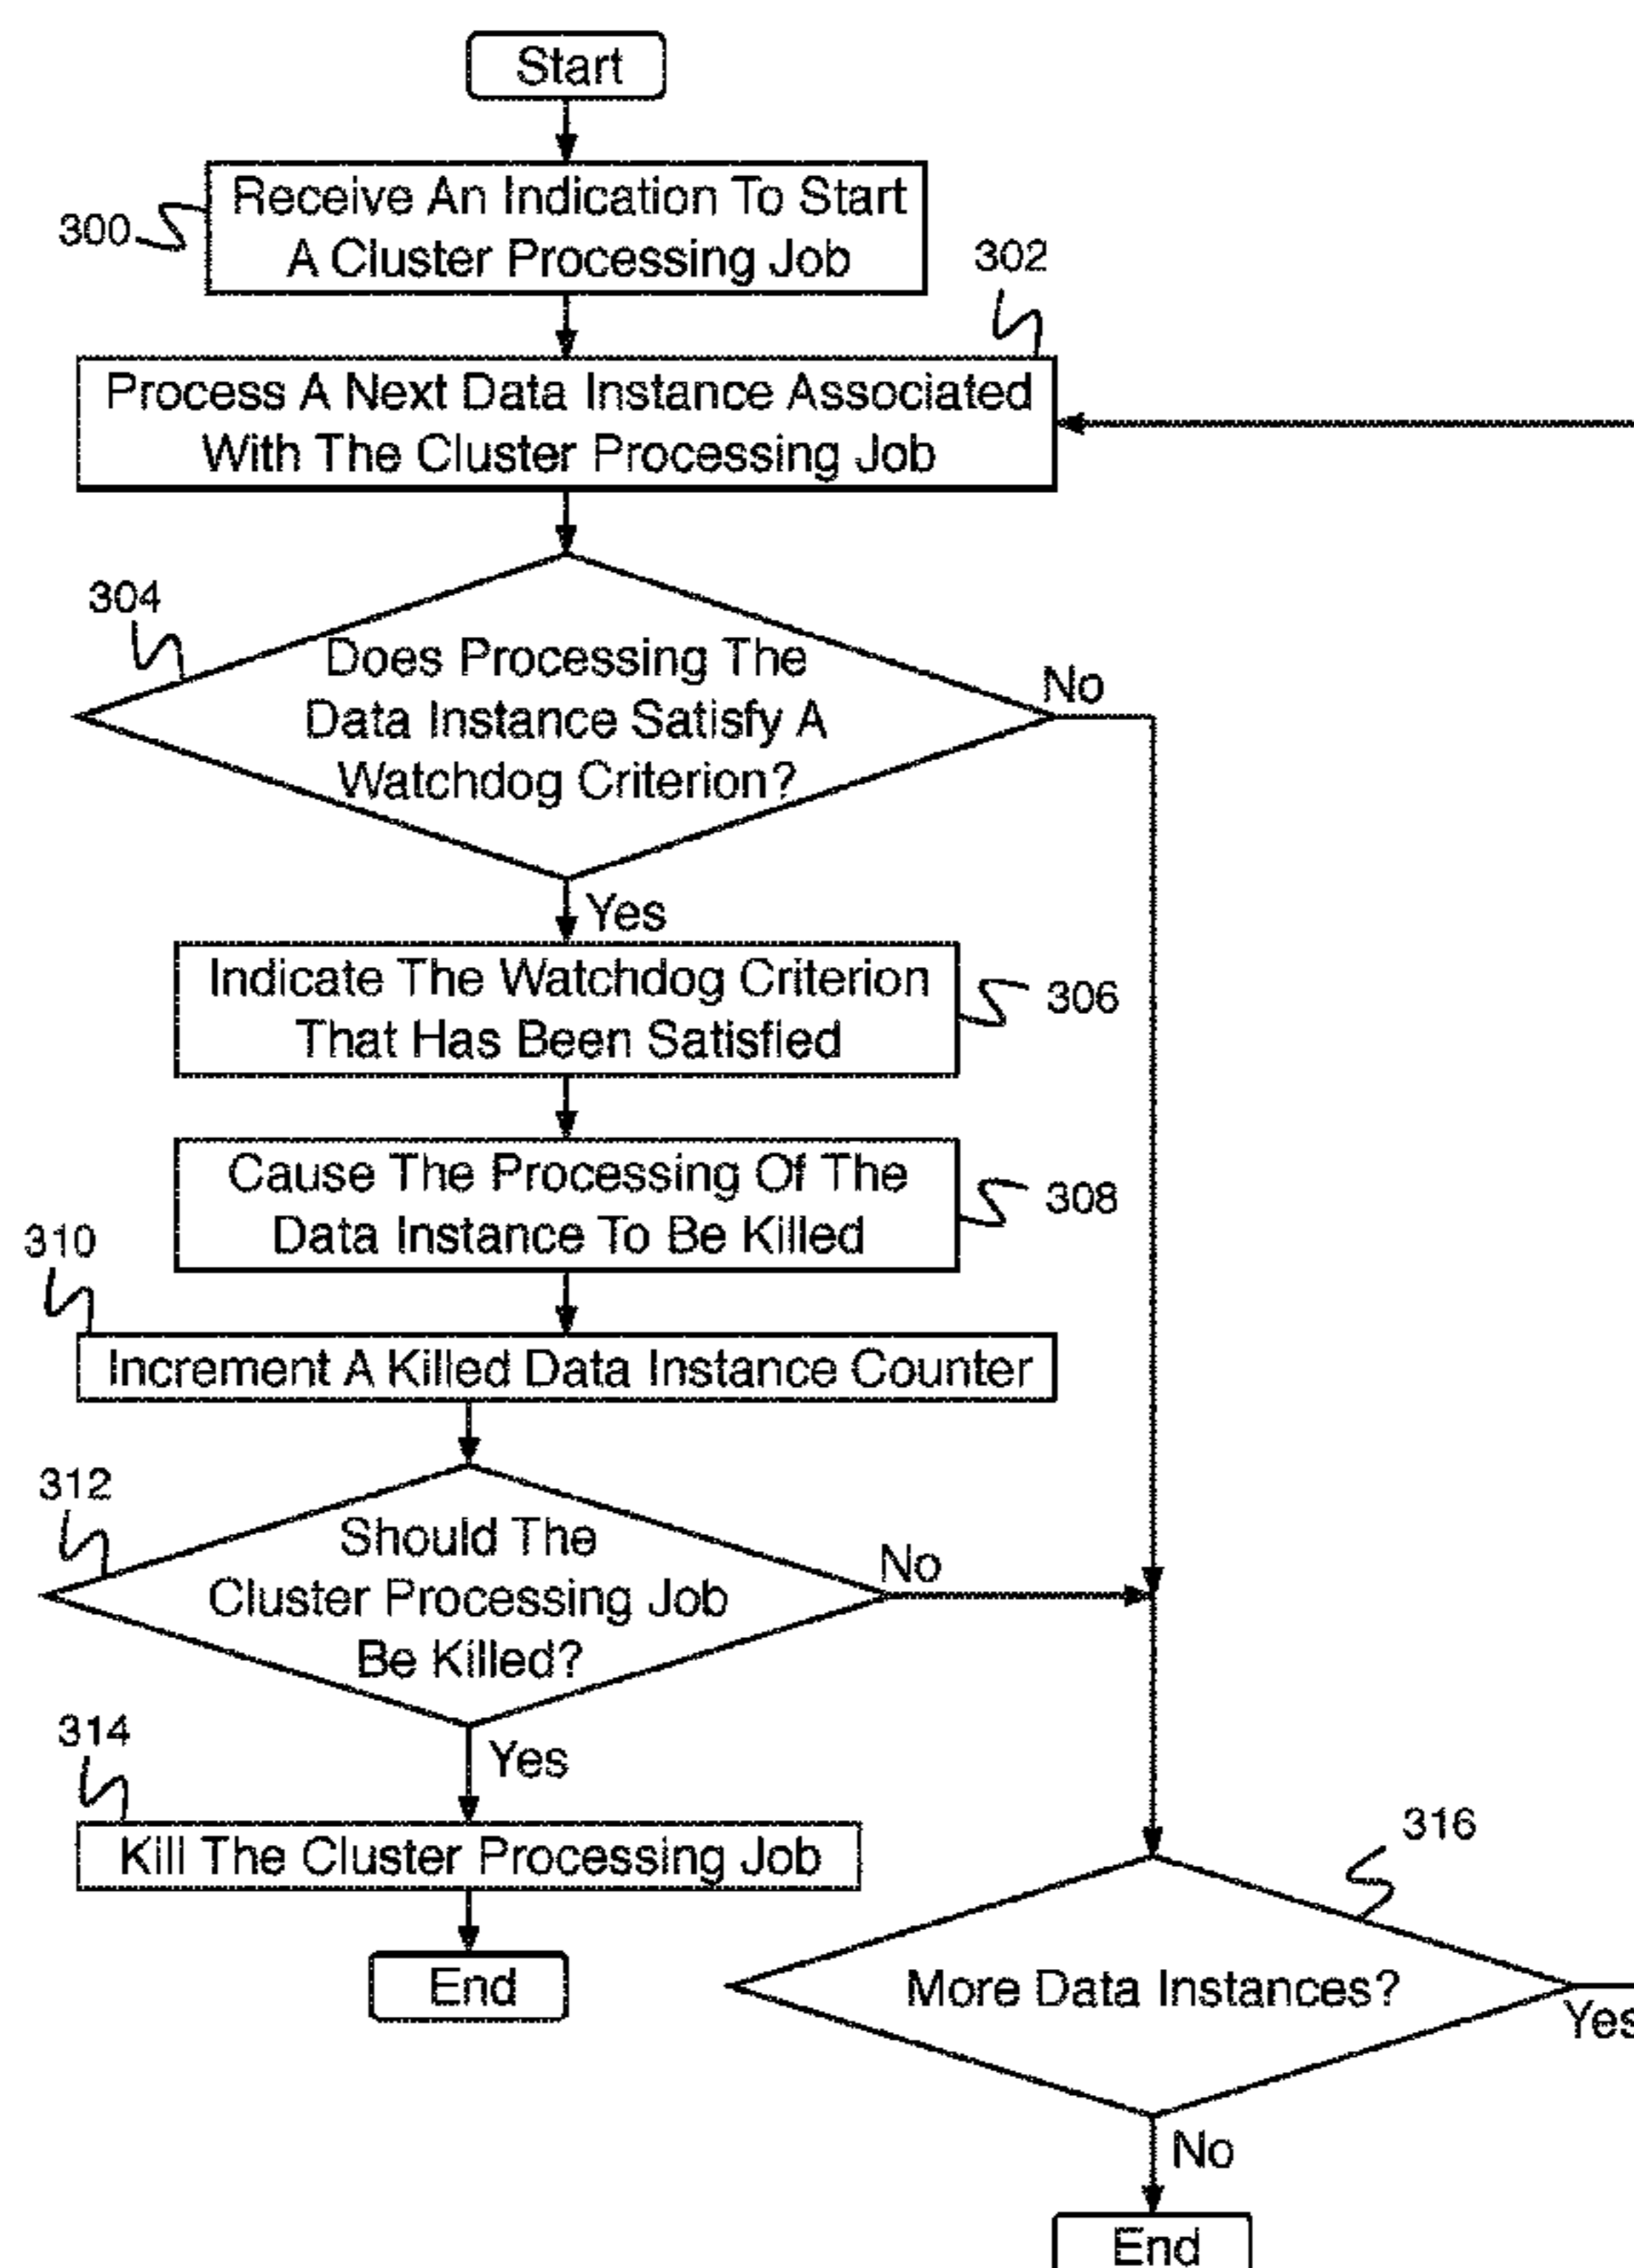 Start
300
Receive An Indication To Start
A Cluster Processing Job
302
Process A Next Data Instance Associated
With The Cluster Processing Job
304
Does Processing The
Data Instance Satisfy A
Watchdog Criterion?
No
Yes
Indicate The Watchdog Criterion
That Has Been Satisfied
306
Cause The Processing Of The
Data Instance To Be Killed
308
310
Increment A Killed Data Instance Counter
312
Should The
Cluster Processing Job
Be Killed?
No
Yes
314
Kill The Cluster Processing Job
End
316
More Data Instances?
Yes
No
End